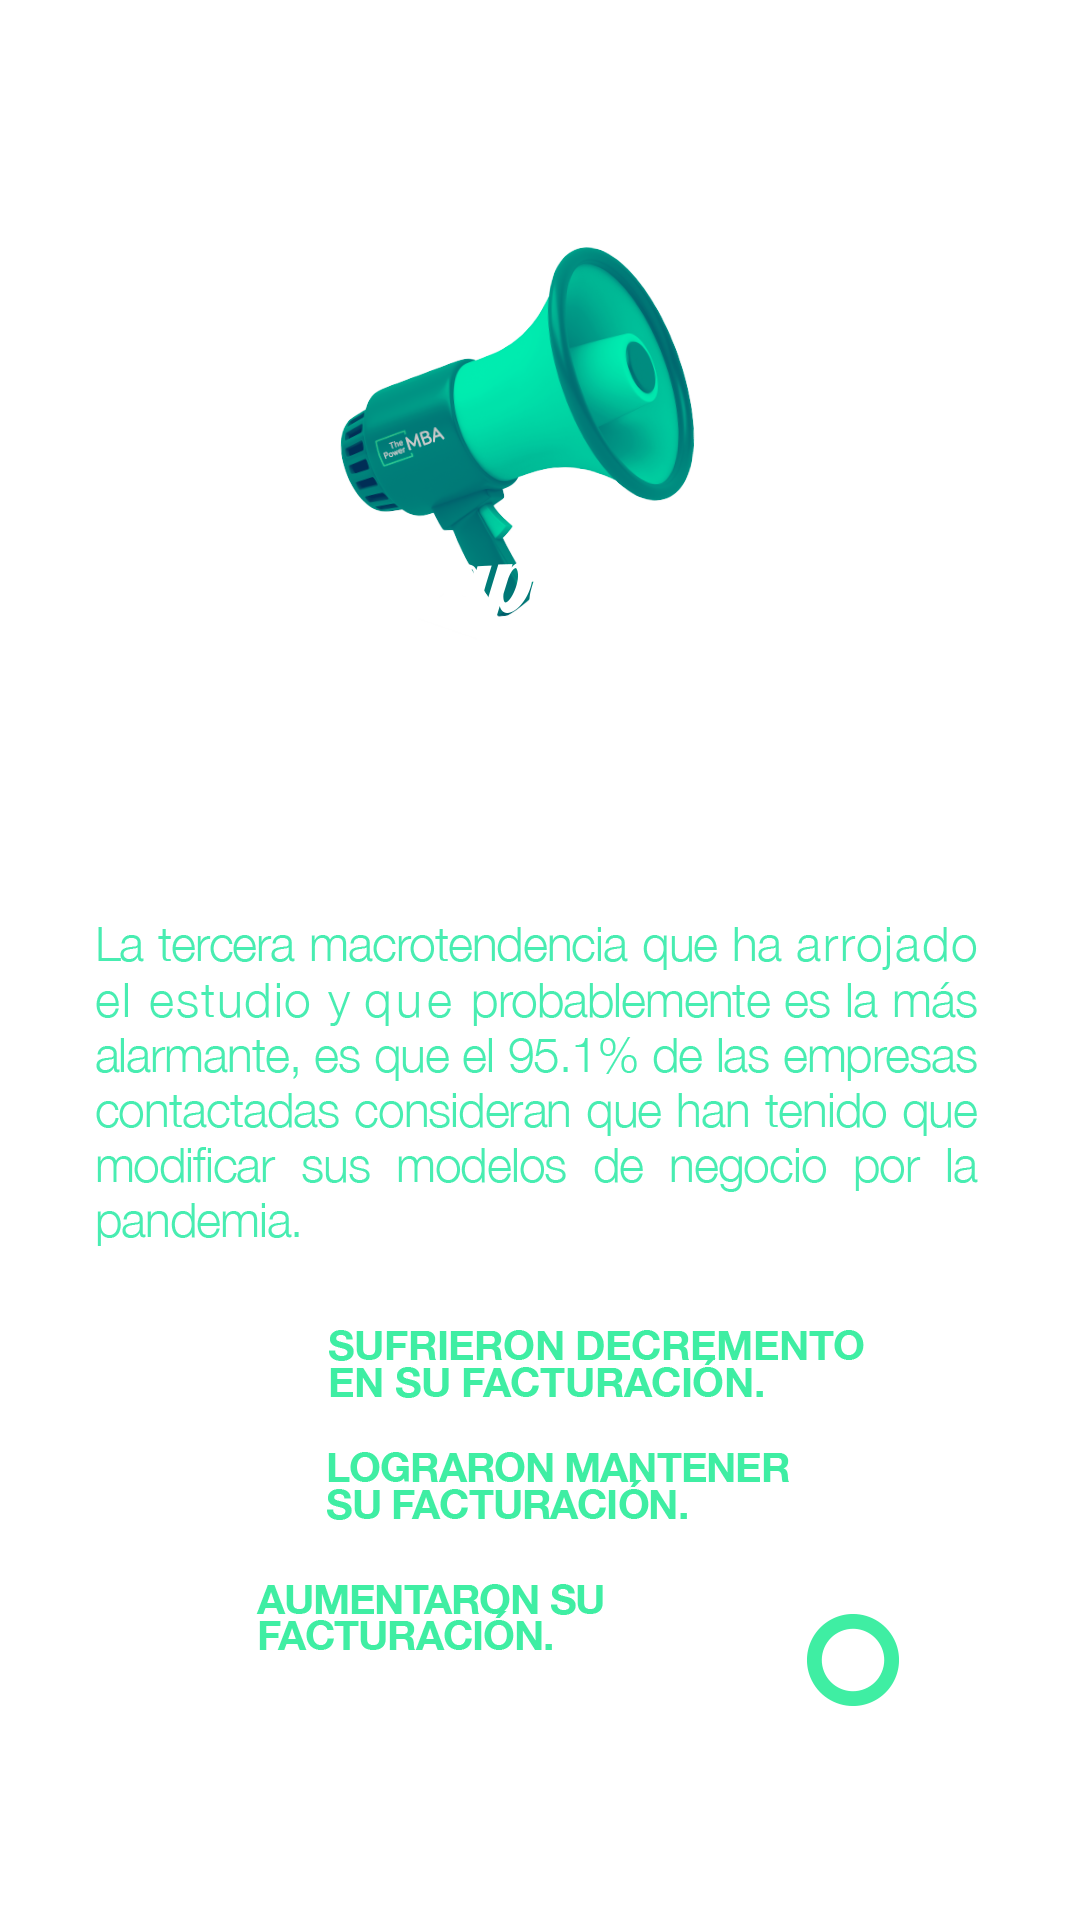 The
Power MBA
La tercera macrotendencia que ha arrojado
el estudio y que probablemente es la más
alarmante, es que el 95.1% de las empresas
contactadas consideran que han tenido que
modificar sus modelos de negocio por la
pandemia.
SUFRIERON DECREMENTO
EN SU FACTURACIÓN.
LOGRARON MANTENER
SU FACTURACIÓN.
AUMENTARON SU
FACTURACIÓN.